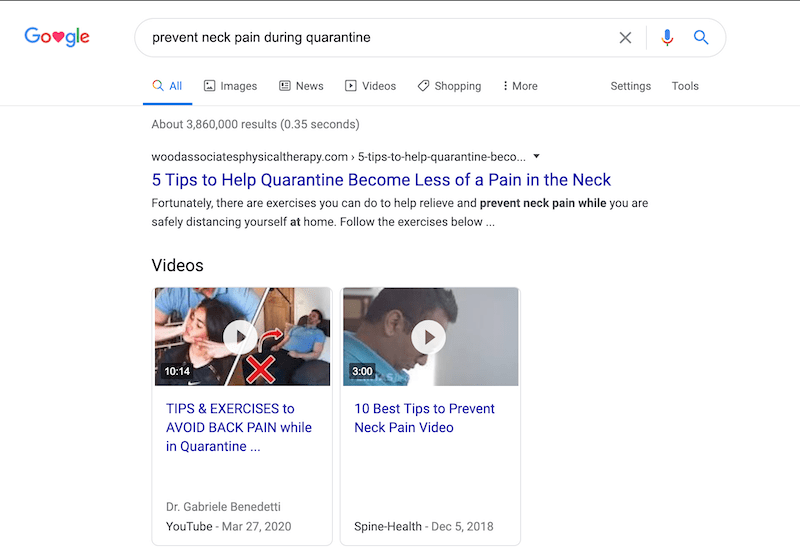 Google
prevent neck pain during quarantine
All Images News Videos Shopping More Settings Tools
About 3,860,000 results (0.35 seconds)
woodassociatesphysicaltherapy.com › 5-tips-to-help-quarantine-beco...
5 Tips to Help Quarantine Become Less of a Pain in the Neck
Fortunately, there are exercises you can do to help relieve and prevent neck pain while you are
safely distancing yourself at home. Follow the exercises below ...
Videos
10:14
TIPS & EXERCISES to
AVOID BACK PAIN while
in Quarantine ...
Dr. Gabriele Benedetti
YouTube - Mar 27, 2020
3:00
10 Best Tips to Prevent
Neck Pain Video
Spine-Health - Dec 5, 2018